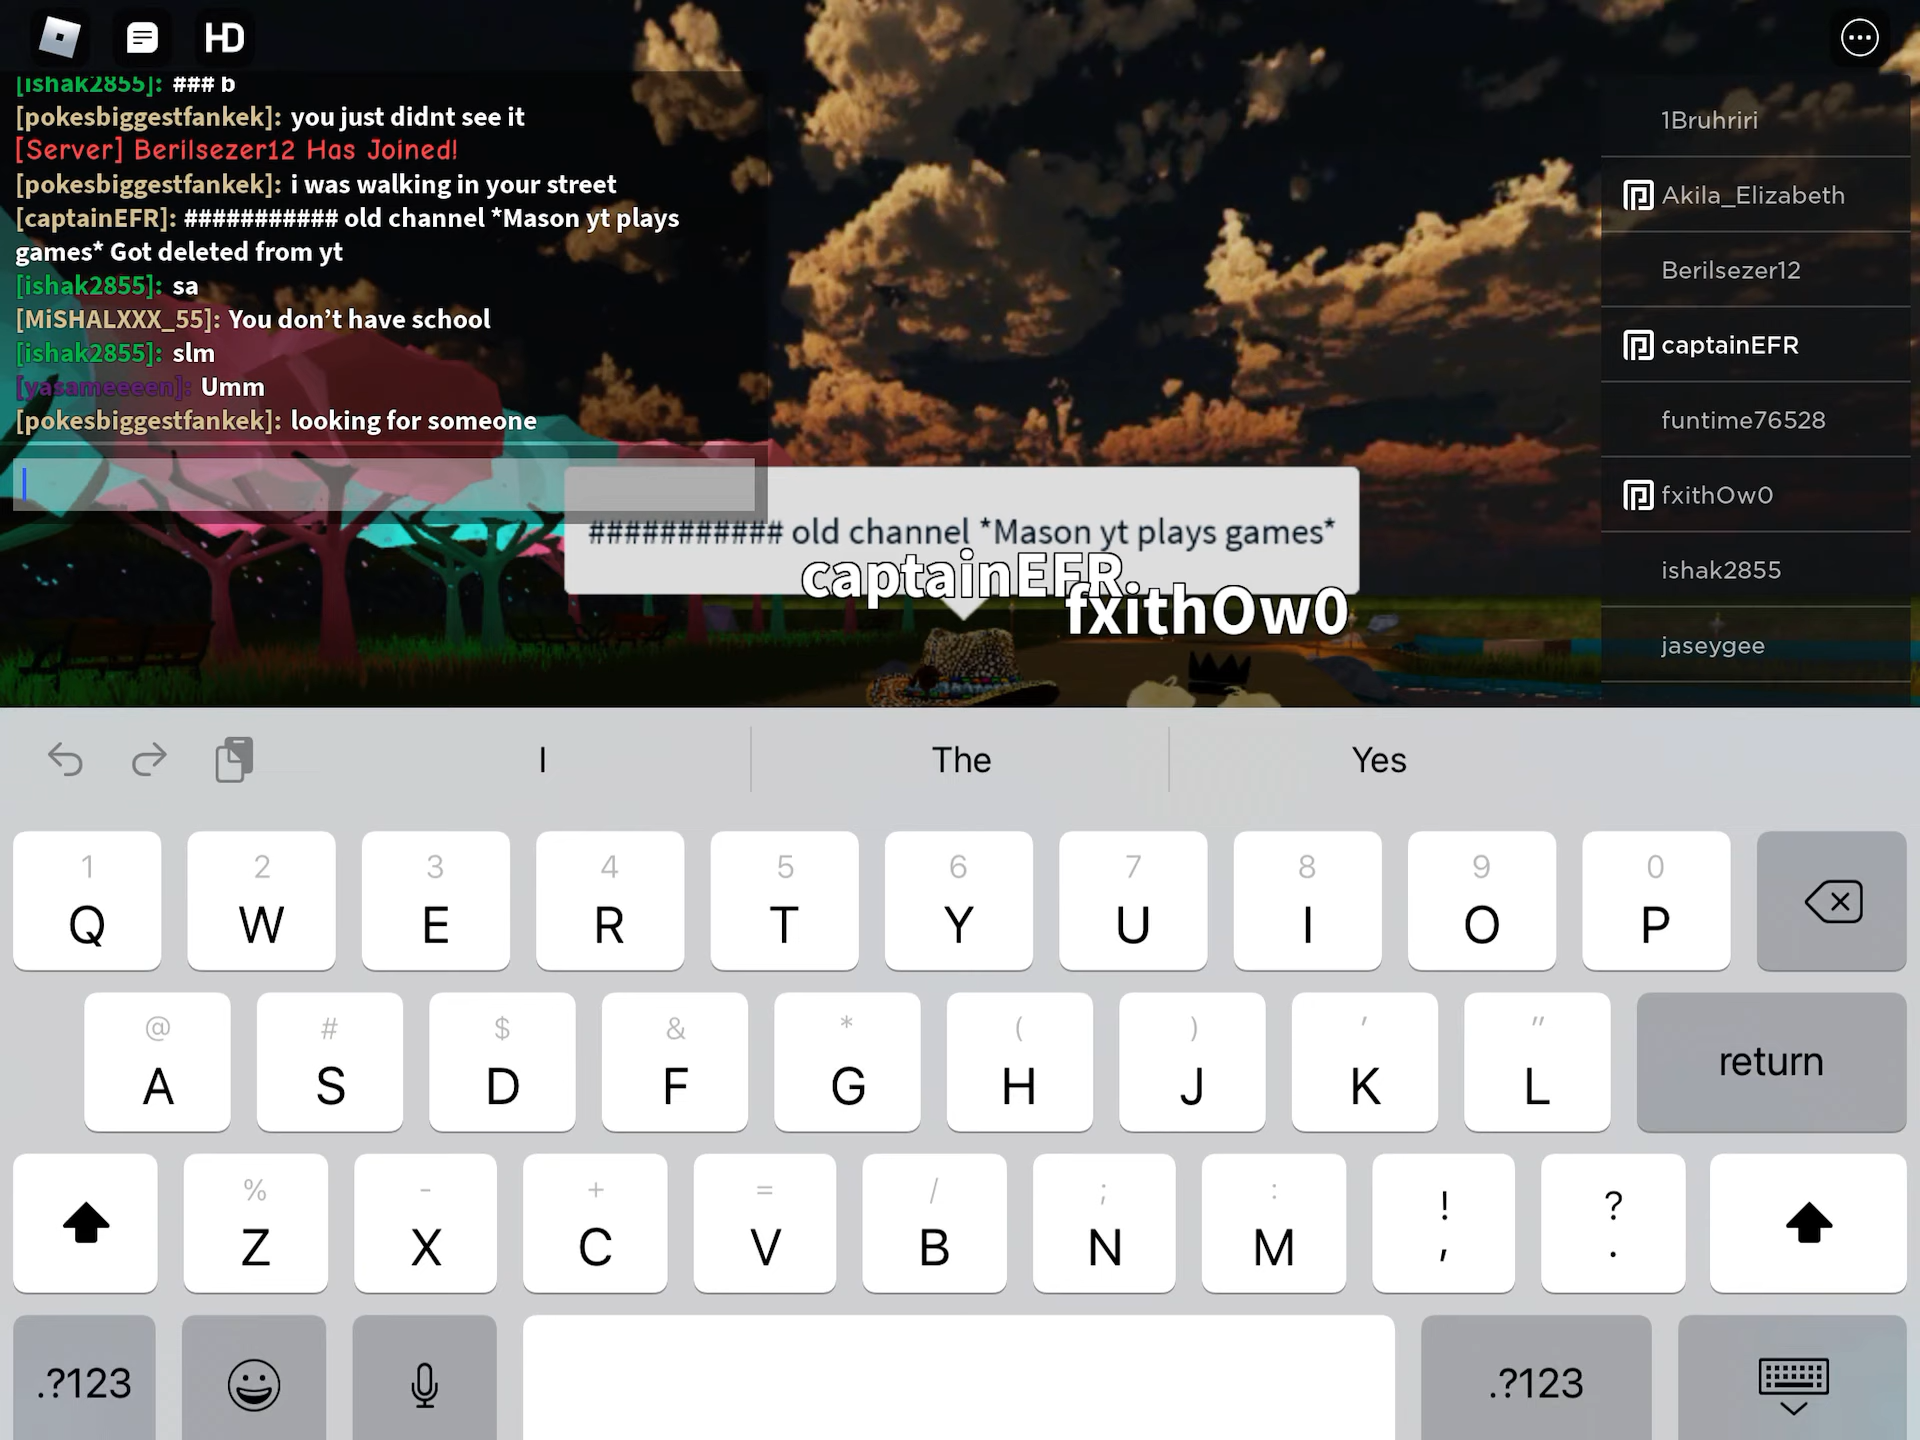 HD
[ishak2855]: ### b
[pokesbiggestfankek]: you just didnt see it
[Server] Berilsezer12 Has Joined!
[pokesbiggestfankek]: i was walking in your street
[captainEFR]: ########### old channel *Mason yt plays
games* Got deleted from yt
[ishak2855]: sa
[MiSHALXXX_55]: You don’t have school
[ishak2855]: slm
[yasameeeen]: Umm
[pokesbiggestfankek]: looking for someone
1Bruhriri
Akila_Elizabeth
Berilsezer12
captainEFR
funtime76528
fxithOw0
ishak2855
jaseygee
########### old channel *Mason yt plays games*
captainEFR
fxithOw0
I The Yes
1 2 3 4 5 6 7 8 9 0
Q W E R T Y U I O P
@ # $ & * ( ) ' "
A S D F G H J K L return
% - + = / ; : ! ?
Z X C V B N M , .
.?123 .?123